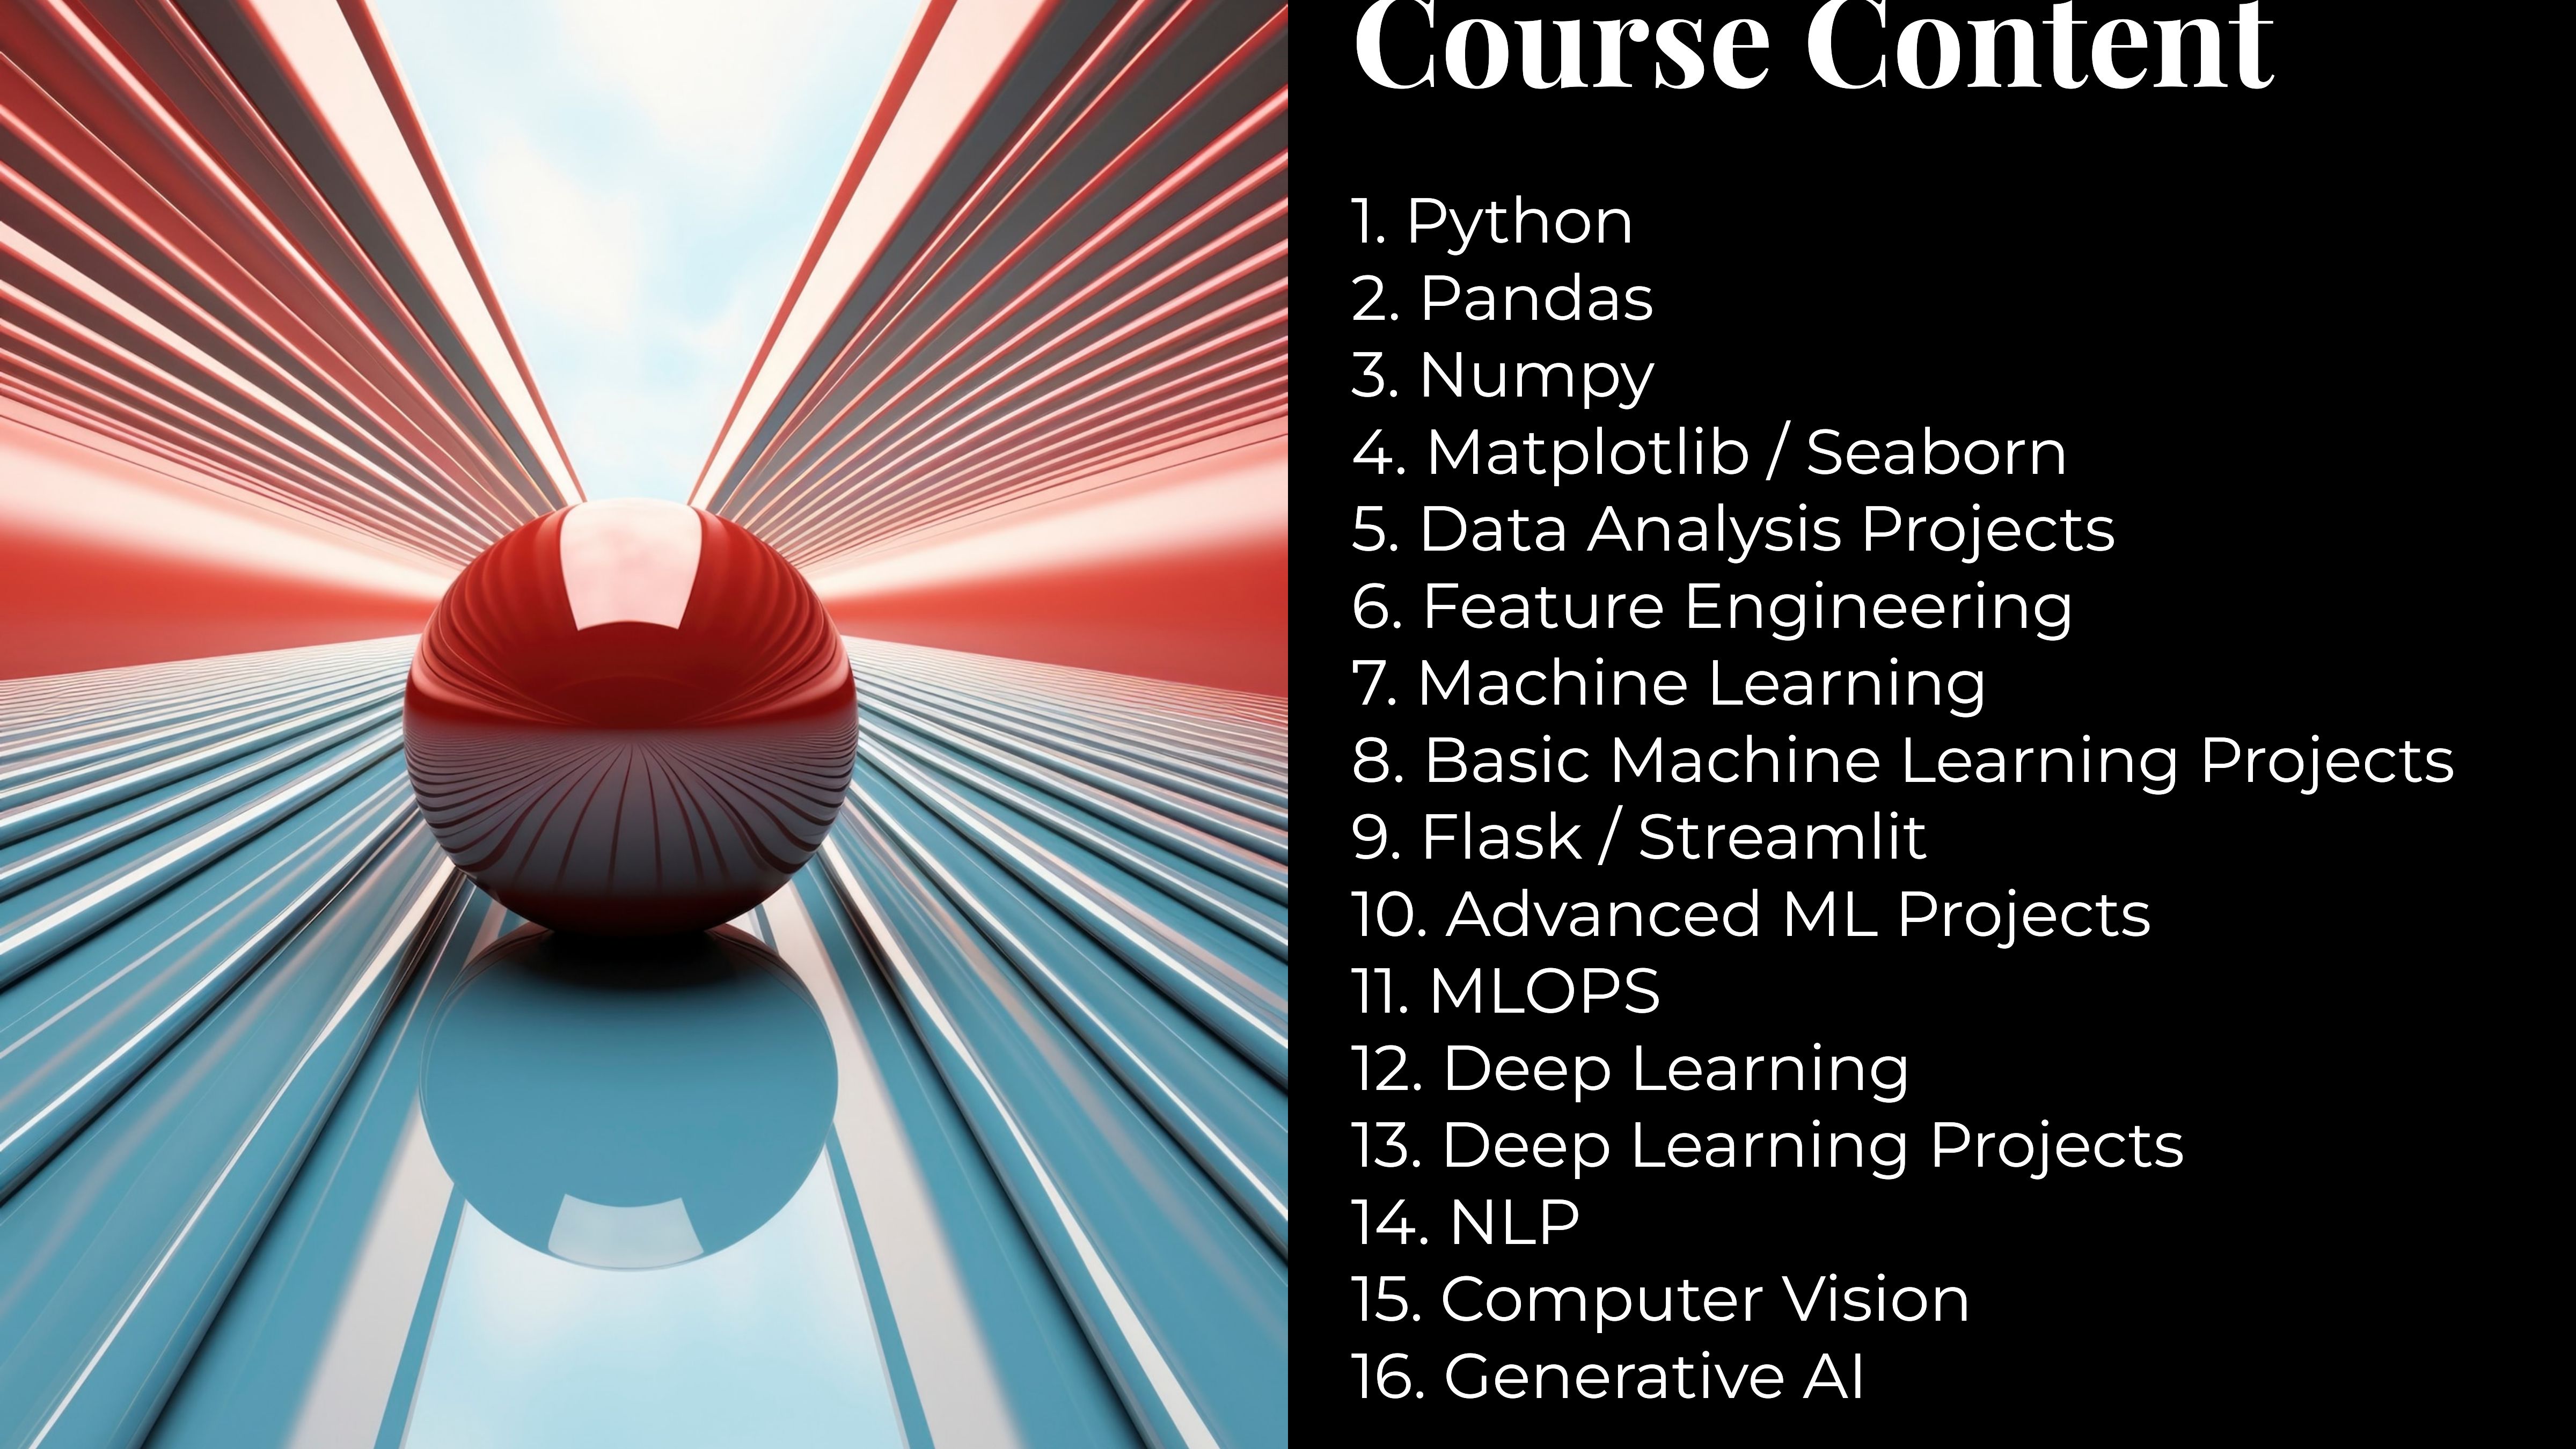 Course Content
1. Python
2. Pandas
3. Numpy
4. Matplotlib / Seaborn
5. Data Analysis Projects
6. Feature Engineering
7. Machine Learning
8. Basic Machine Learning Projects
9. Flask / Streamlit
10. Advanced ML Projects
11. MLOPS
12. Deep Learning
13. Deep Learning Projects
14. NLP
15. Computer Vision
16. Generative AI